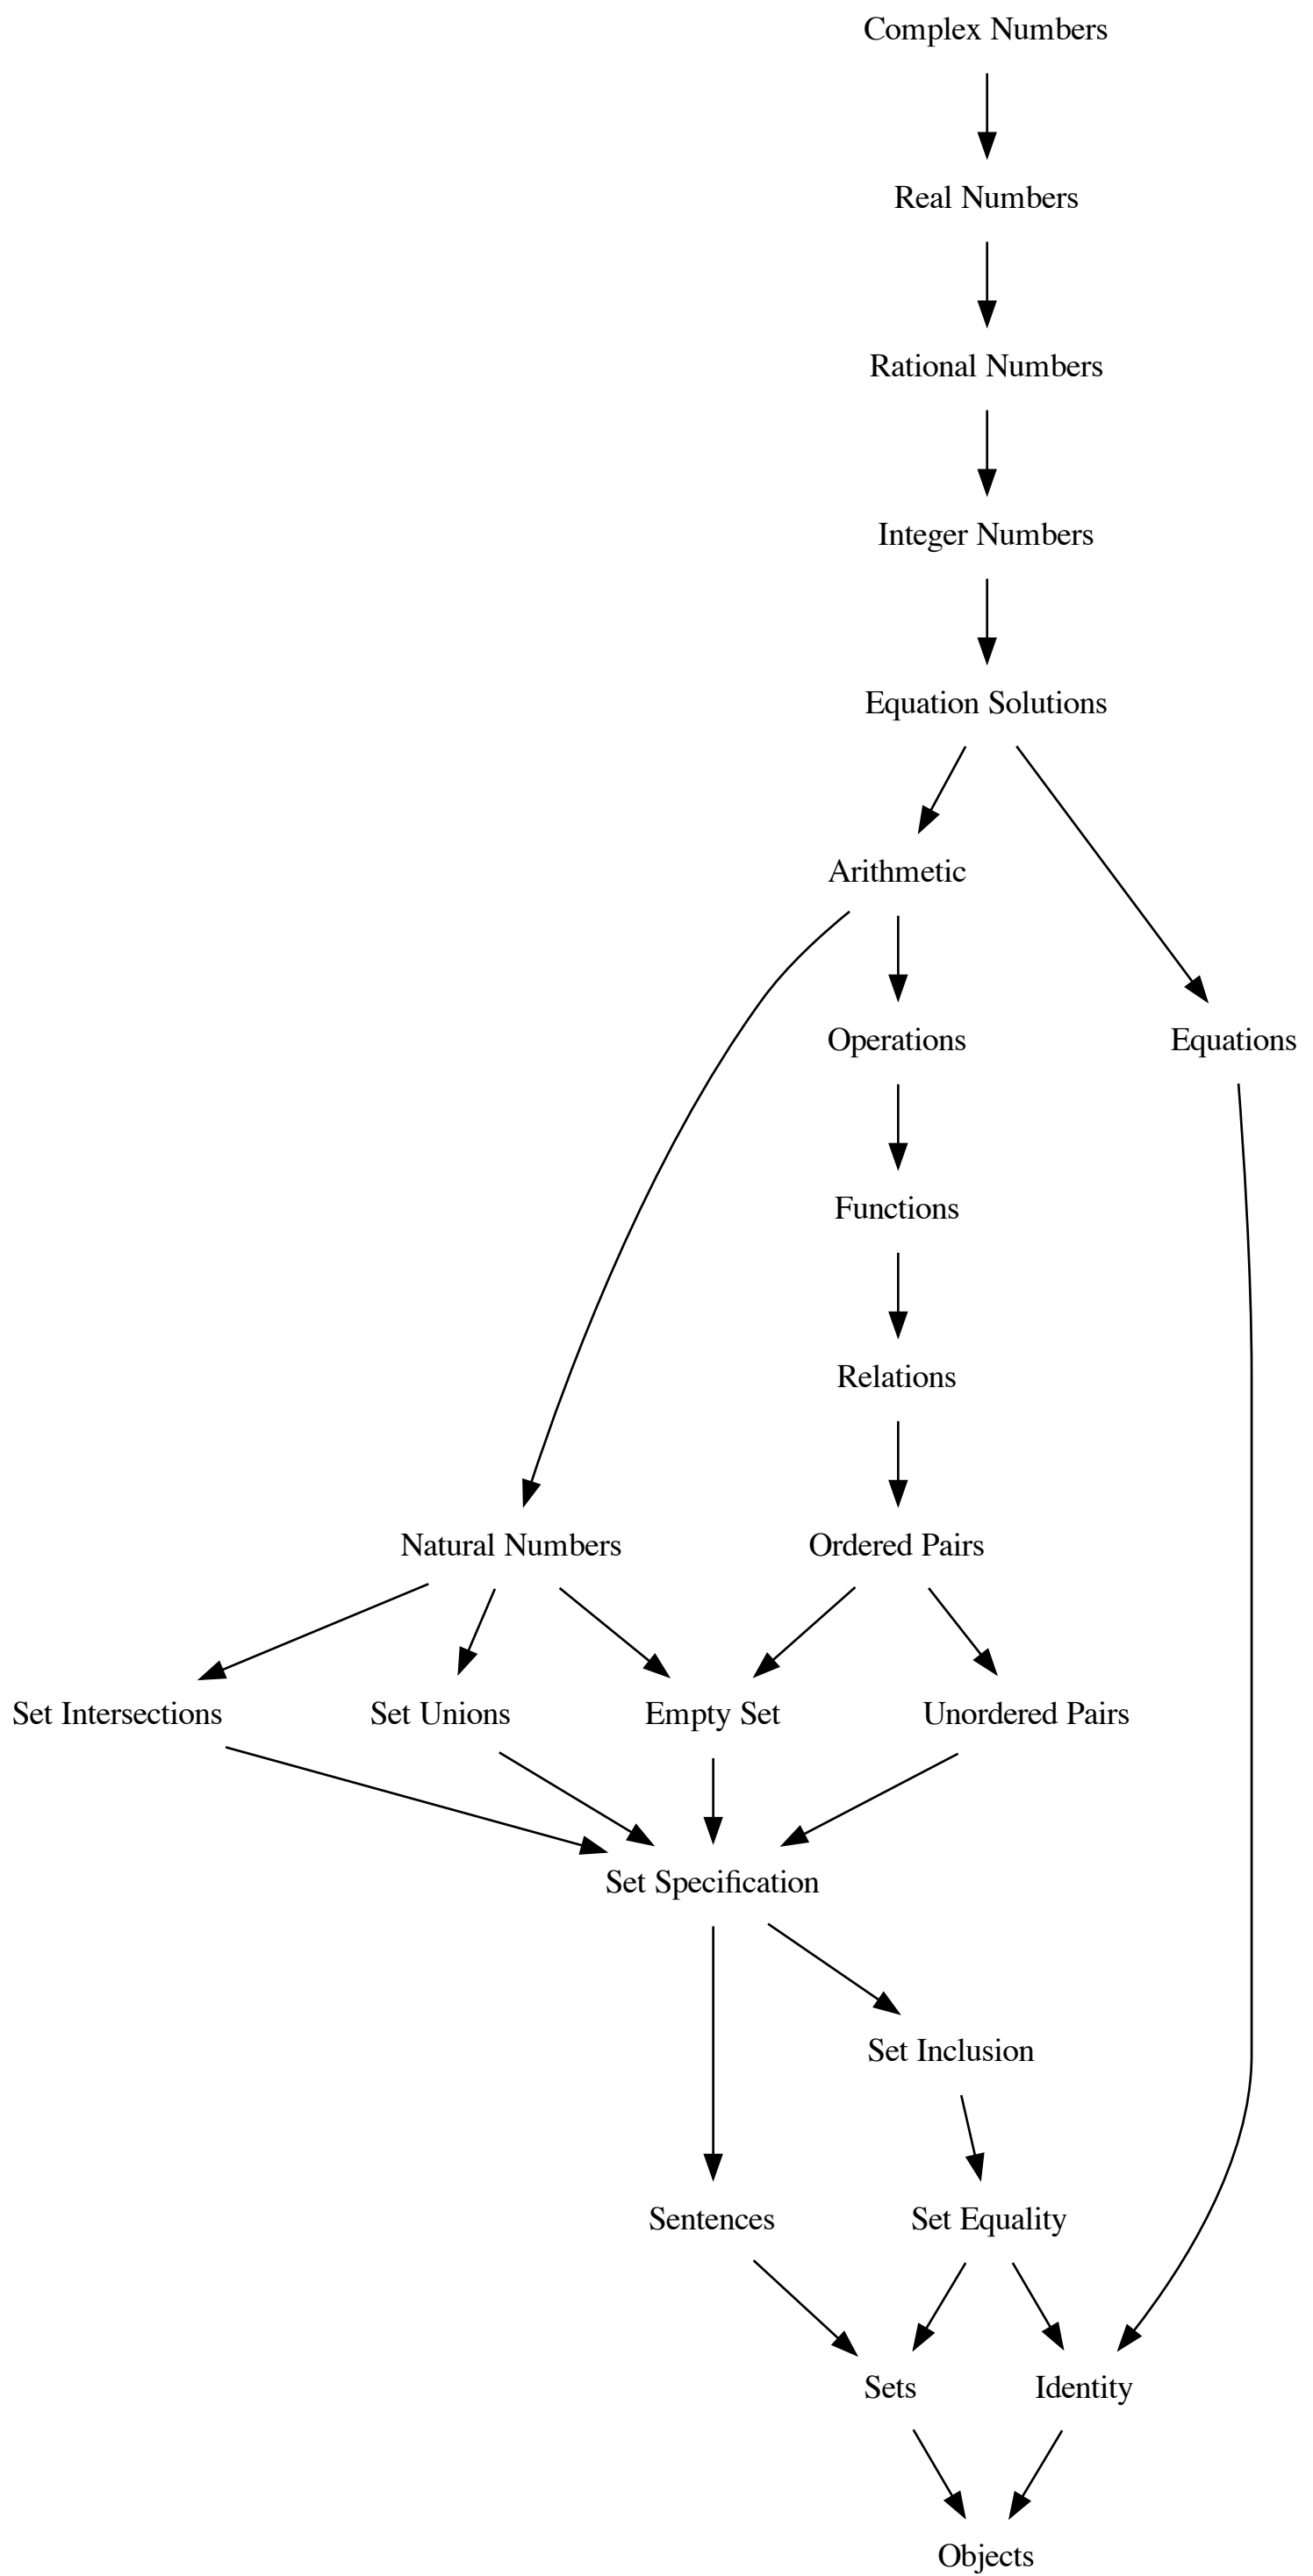 Complex Numbers
Real Numbers
Rational Numbers
Integer Numbers
Equation Solutions
Arithmetic
Operations
Equations
Functions
Relations
Natural Numbers
Ordered Pairs
Set Intersections
Set Unions
Empty Set
Unordered Pairs
Set Specification
Set Inclusion
Sentences
Set Equality
Sets
Identity
Objects